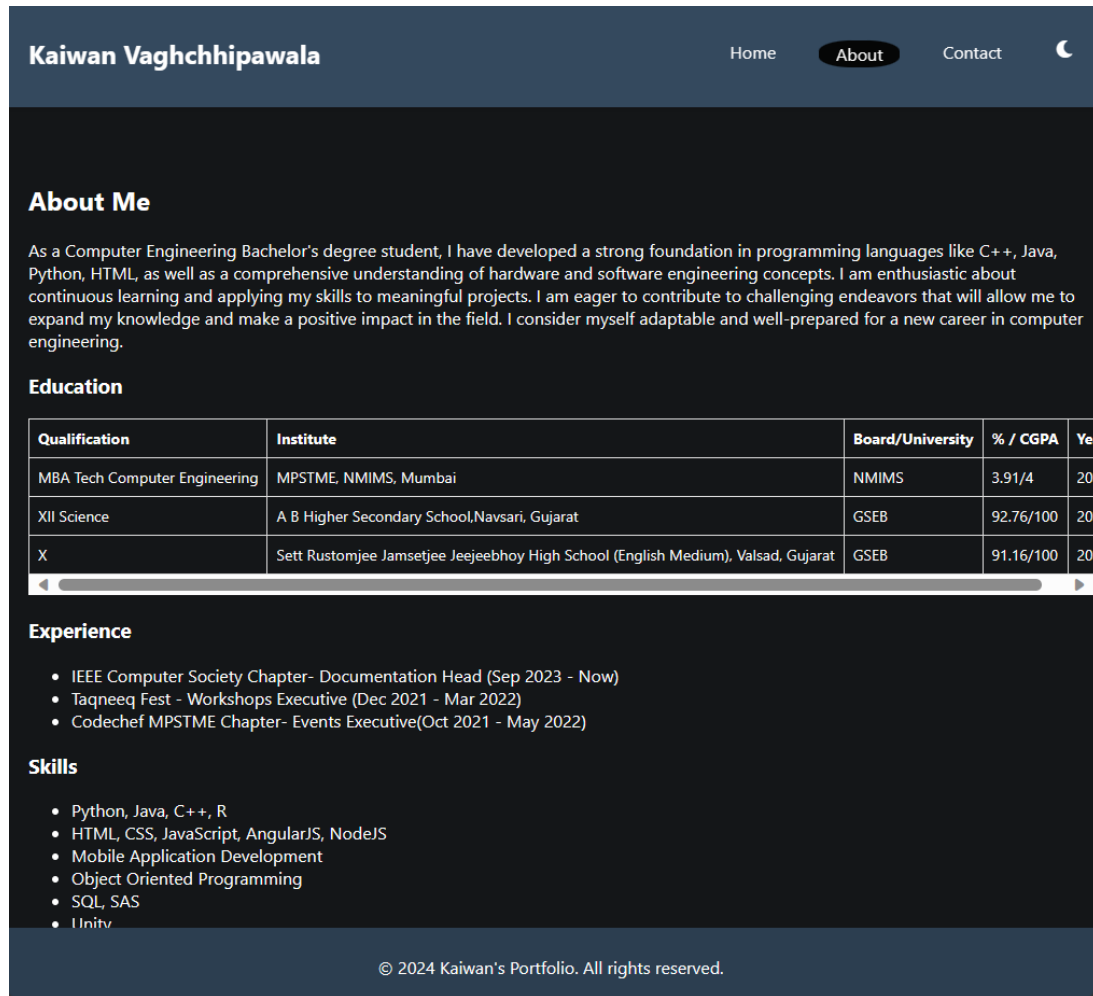 Kaiwan Vaghchhipawala
Home About Contact
About Me
As a Computer Engineering Bachelor's degree student, I have developed a strong foundation in programming languages like C++, Java,
Python, HTML, as well as a comprehensive understanding of hardware and software engineering concepts. I am enthusiastic about
continuous learning and applying my skills to meaningful projects. I am eager to contribute to challenging endeavors that will allow me to
expand my knowledge and make a positive impact in the field. I consider myself adaptable and well-prepared for a new career in computer
engineering.
Education
Qualification Institute Board/University % / CGPA Ye
MBA Tech Computer Engineering MPSTME, NMIMS, Mumbai NMIMS 3.91/4 20
XII Science A B Higher Secondary School,Navsari, Gujarat GSEB 92.76/100 20
X Sett Rustomjee Jamsetjee Jeejeebhoy High School (English Medium), Valsad, Gujarat GSEB 91.16/100 20
Experience
• IEEE Computer Society Chapter- Documentation Head (Sep 2023 - Now)
• Taqneeq Fest - Workshops Executive (Dec 2021 - Mar 2022)
• Codechef MPSTME Chapter- Events Executive(Oct 2021 - May 2022)
Skills
• Python, Java, C++, R
• HTML, CSS, JavaScript, AngularJS, NodeJS
• Mobile Application Development
• Object Oriented Programming
• SQL, SAS
• Unity
© 2024 Kaiwan's Portfolio. All rights reserved.